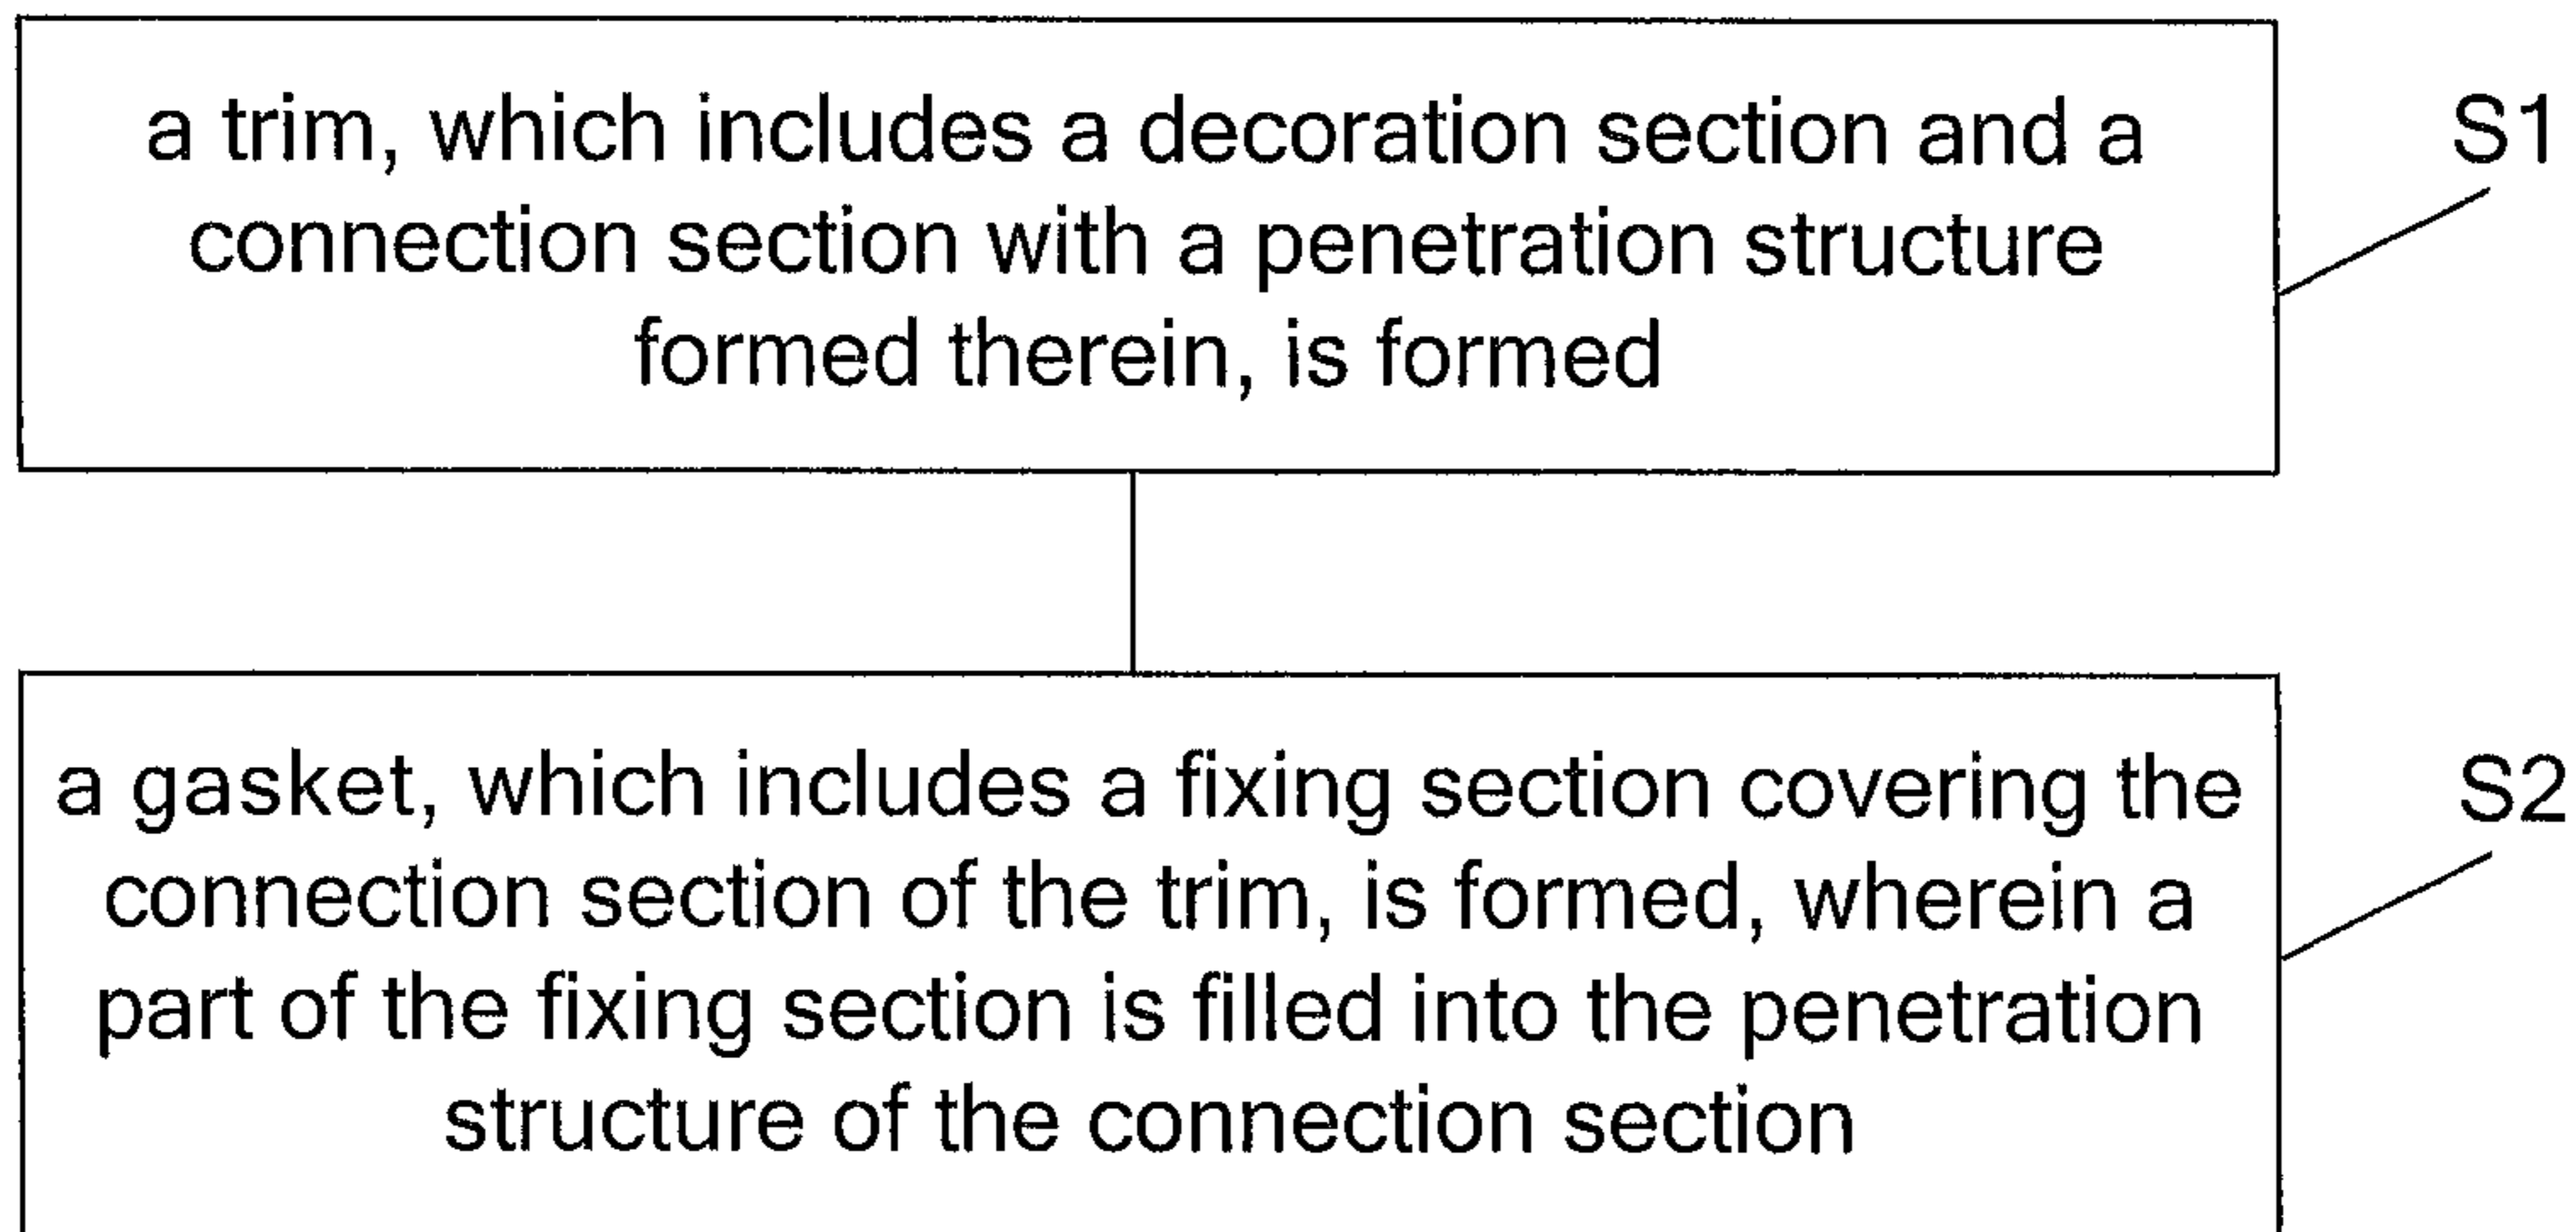 a trim, which includes a decoration section and a
connection section with a penetration structure
formed therein, is formed
S1
a gasket, which includes a fixing section covering the
connection section of the trim, is formed, wherein a
part of the fixing section is filled into the penetration
structure of the connection section
S2